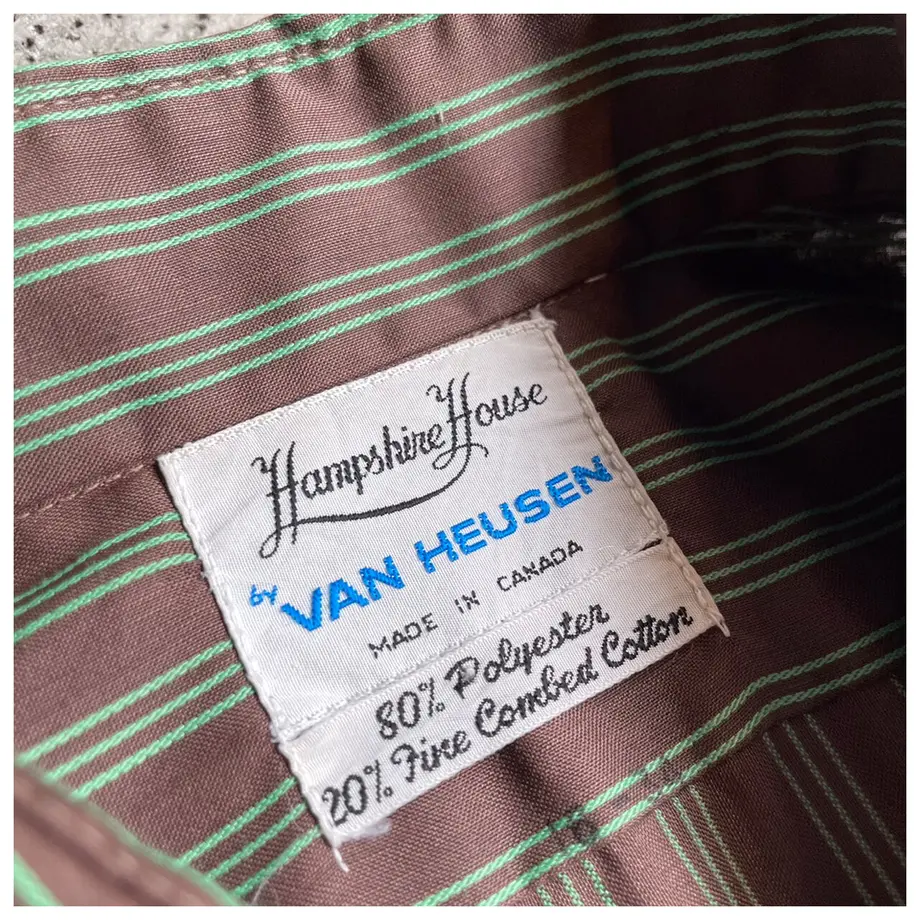 Hampshire House
by VAN HEUSEN
MADE IN CANADA
80% Polyester
20% Fine Combed Cotton